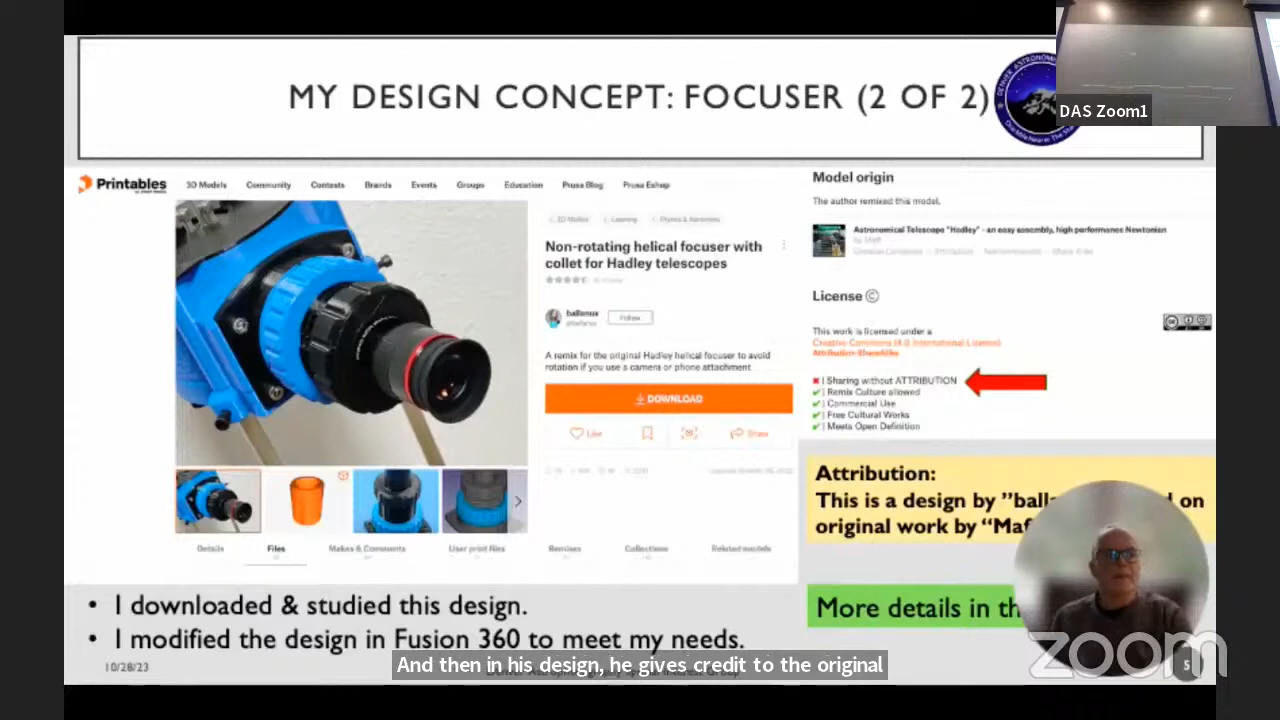 MY DESIGN CONCEPT: FOCUSER (2 OF 2)
DAS Zoom1
Printables
3D Models Community Contests Brands Events Groups Education Prusa Blog Prusa Eshop
Non-rotating helical focuser with
collet for Hadley telescopes
ballanux
Follow
A remix for the original Hadley helical focuser to avoid
rotation if you use a camera or phone attachment
DOWNLOAD
Like
Share
Details Files Makes & Comments User print files Remixes Collections Related models
Model origin
The author remixed this model.
Astronomical Telescope "Hadley" - an easy assembly, high performance Newtonian
License ©
This work is licensed under a
Creative Commons (4.0 International License)
Attribution-ShareAlike
✖ | Sharing without ATTRIBUTION
✔ | Remix Culture allowed
✔ | Commercial Use
✔ | Free Cultural Works
✔ | Meets Open Definition
Attribution:
This is a design by ”balla on
original work by “Maf
More details in th
• I downloaded & studied this design.
• I modified the design in Fusion 360 to meet my needs.
10/28/23
And then in his design, he gives credit to the original
5
zoom